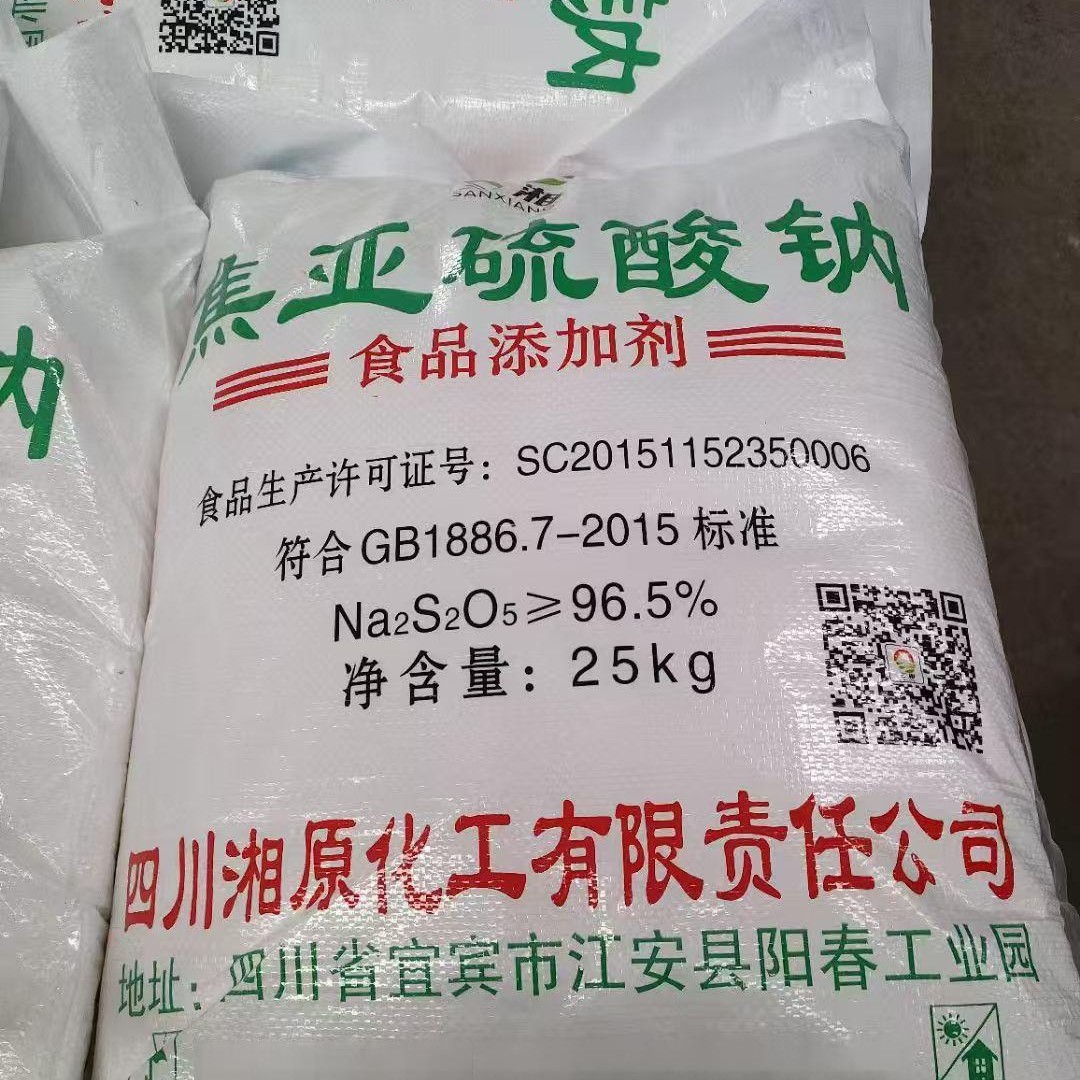 钠
湘
SANXIAN
焦亚硫酸钠
食品添加剂
食品生产许可证号：SC20151152350006
符合GB1886.7-2015标准
Na₂S₂O₅≥96.5%
净含量：25kg
四川湘原化工有限责任公司
地址：四川省宜宾市江安县阳春工业园